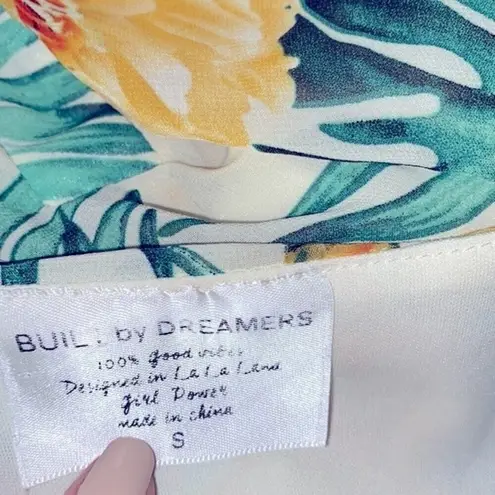 BUILT by DREAMERS
100% good vibes
Designed in La La Land
girl Power
made in china
S